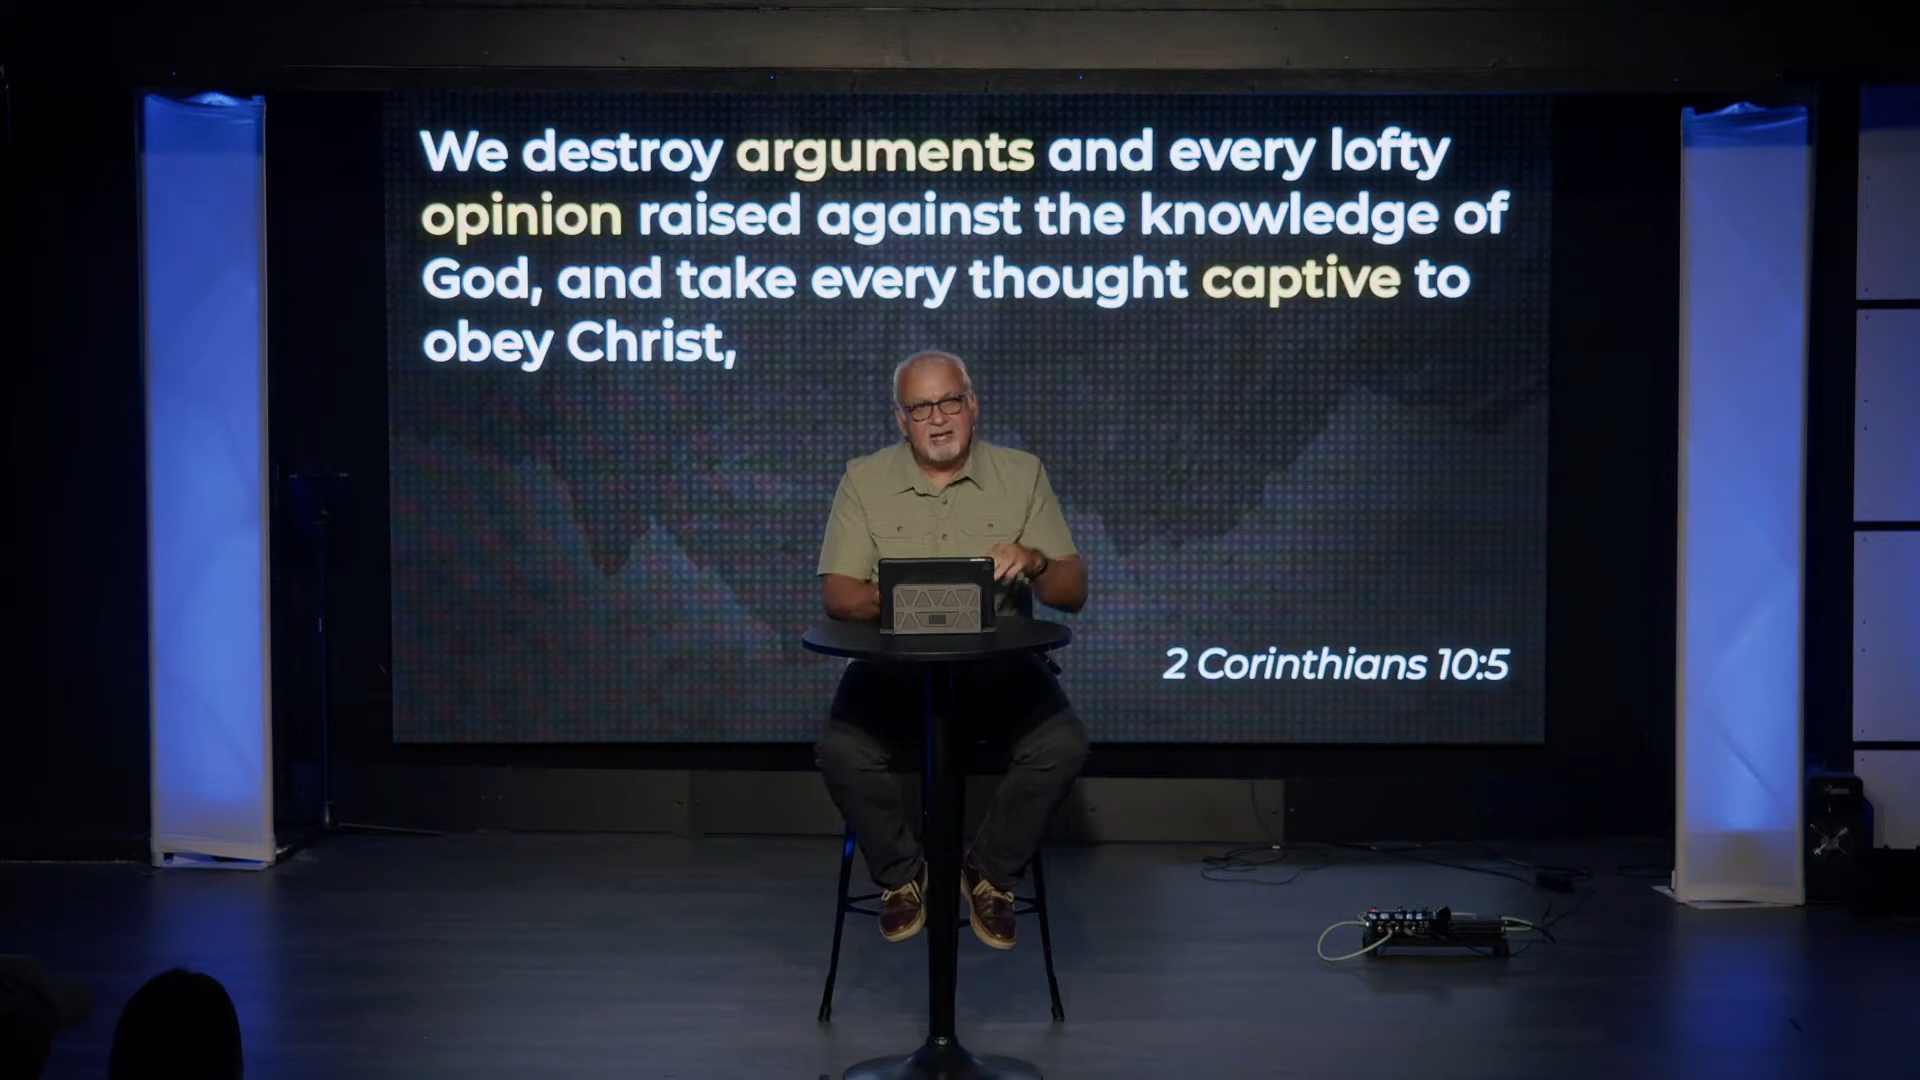 We destroy arguments and every lofty
opinion raised against the knowledge of
God, and take every thought captive to
obey Christ,
2 Corinthians 10:5